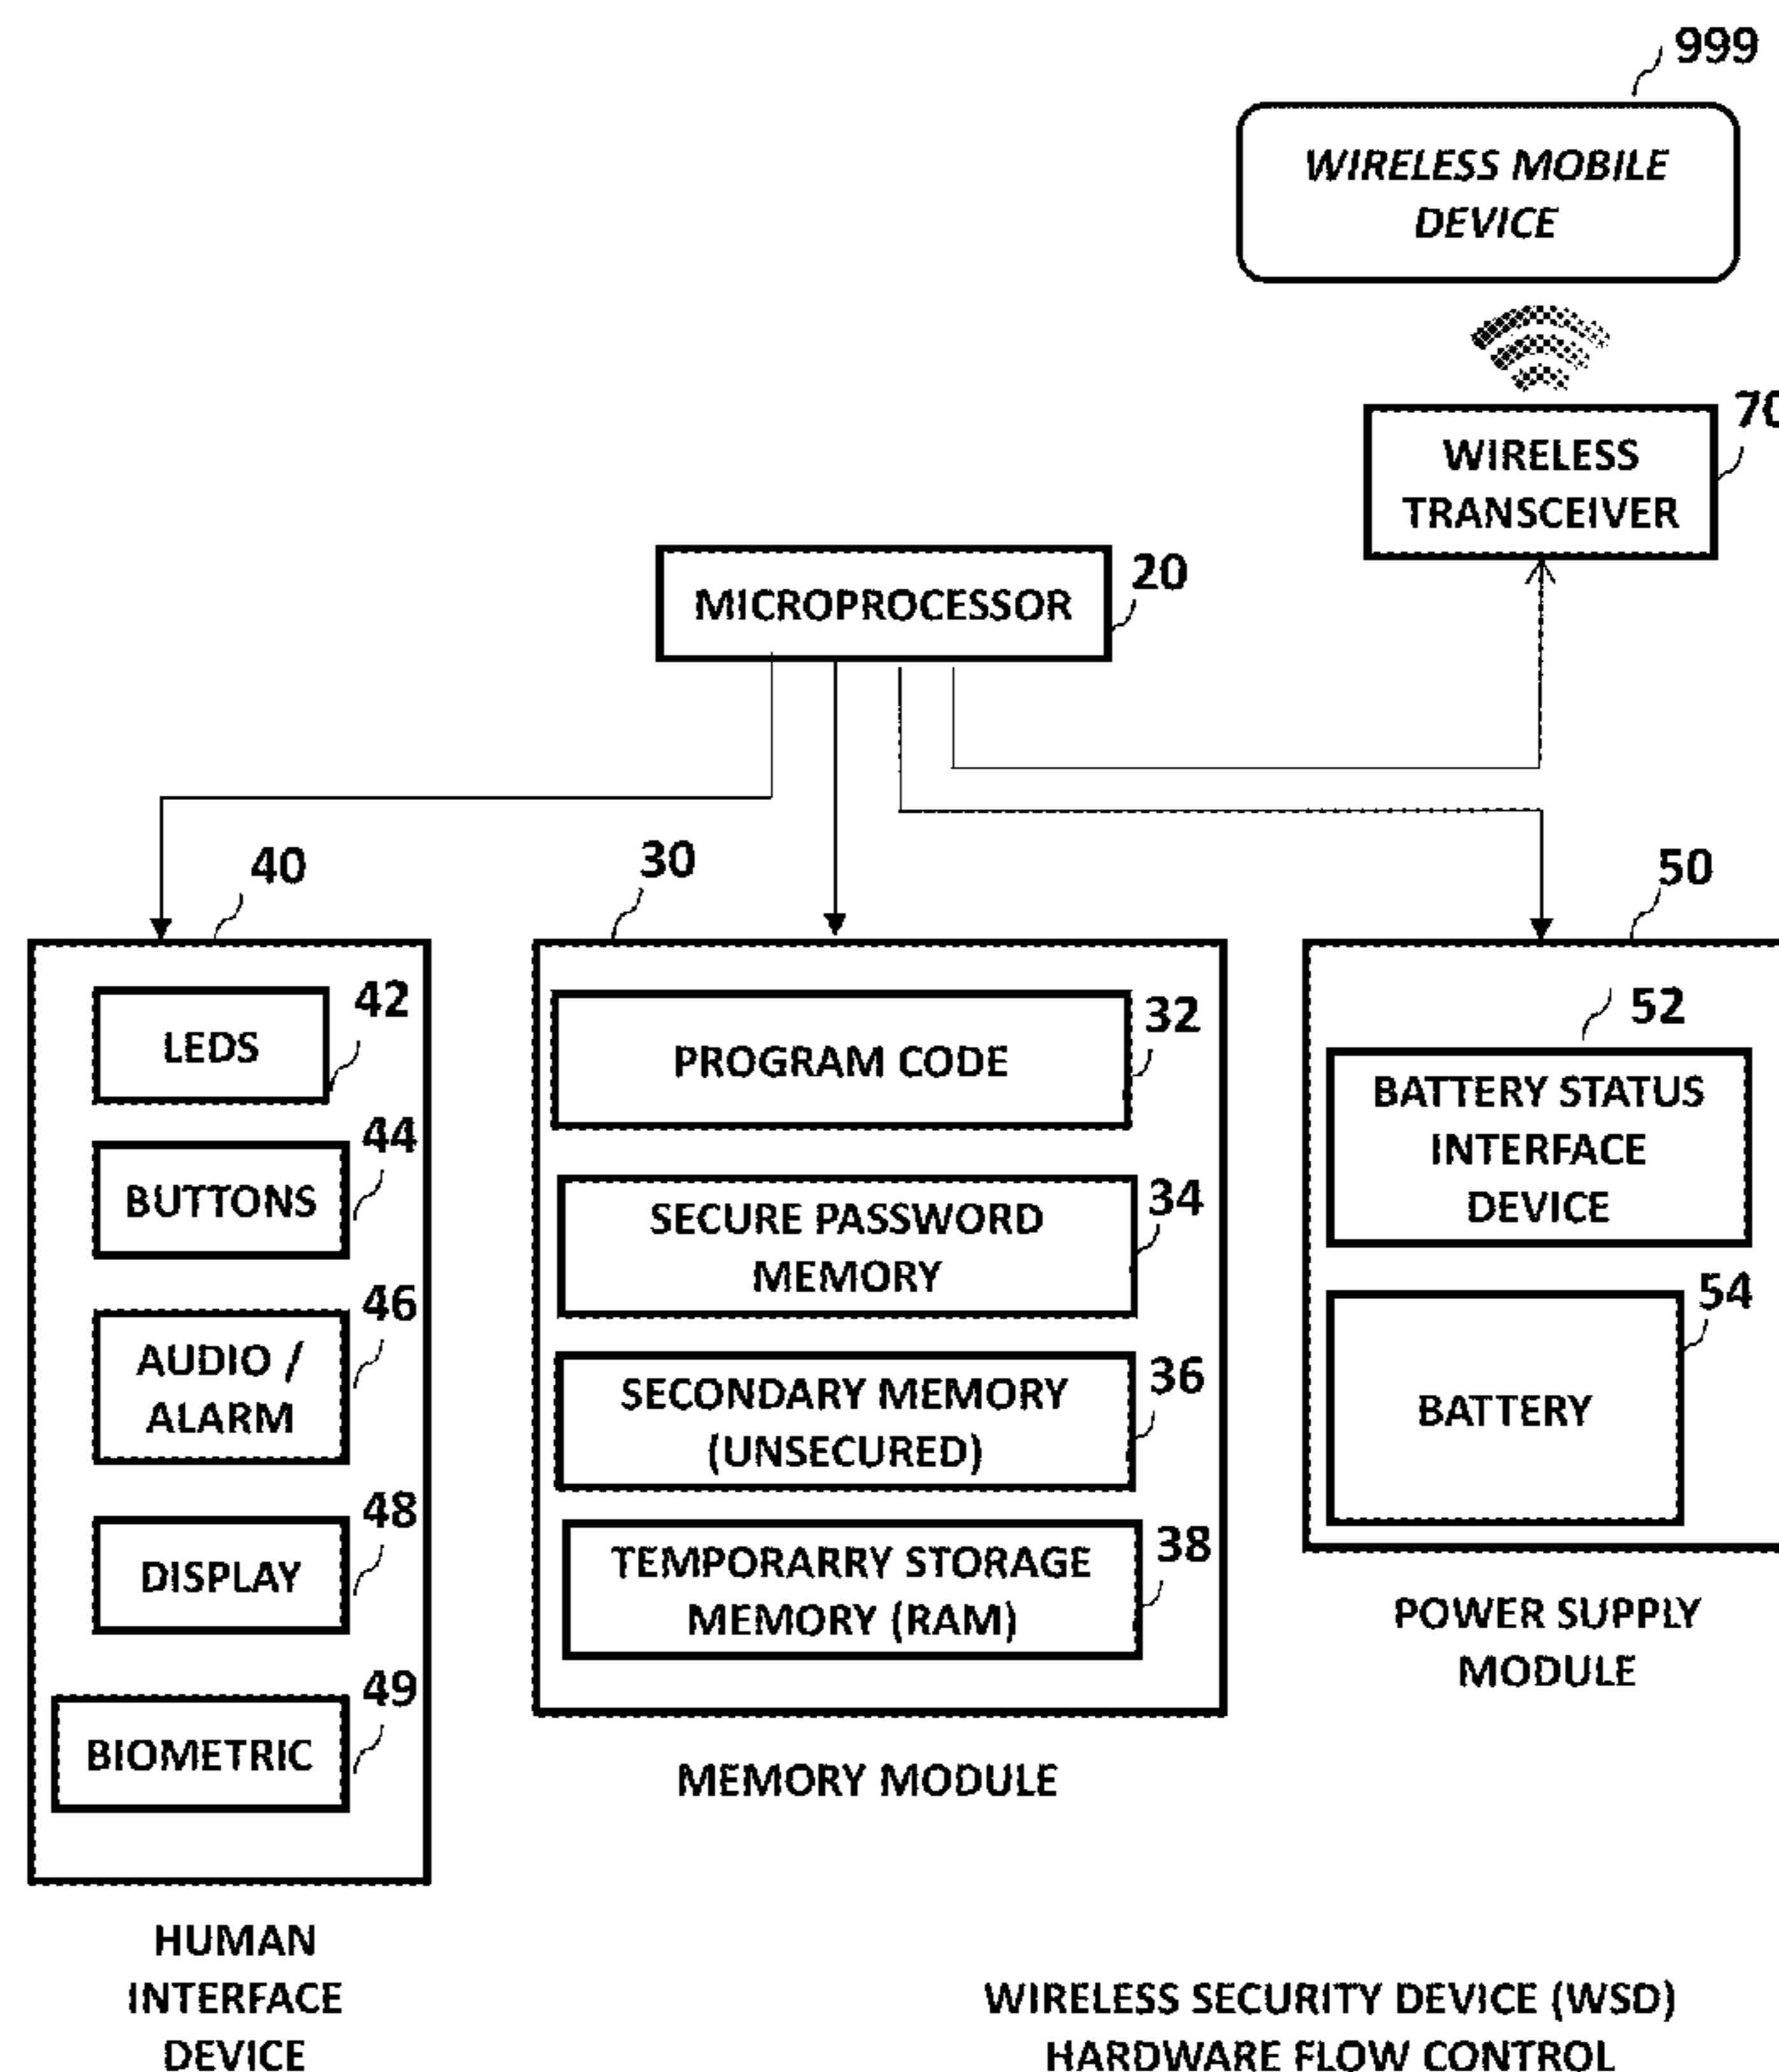 999
WIRELESS MOBILE
DEVICE
70
WIRELESS
TRANSCEIVER
20
MICROPROCESSOR
40
30
50
42
LEDS
44
BUTTONS
46
AUDIO /
ALARM
48
DISPLAY
49
BIOMETRIC
HUMAN
INTERFACE
DEVICE
32
PROGRAM CODE
34
SECURE PASSWORD
MEMORY
36
SECONDARY MEMORY
(UNSECURED)
38
TEMPORARRY STORAGE
MEMORY (RAM)
MEMORY MODULE
52
BATTERY STATUS
INTERFACE
DEVICE
54
BATTERY
POWER SUPPLY
MODULE
WIRELESS SECURITY DEVICE (WSD)
HARDWARE FLOW CONTROL